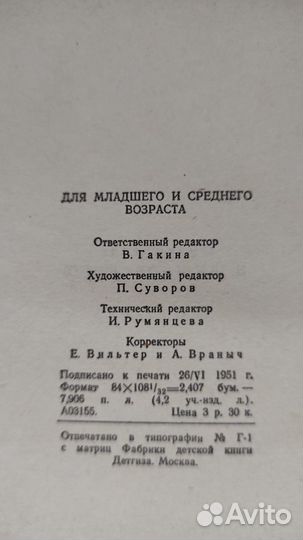 ДЛЯ МЛАДШЕГО И СРЕДНЕГО
ВОЗРАСТА
Ответственный редактор
В. Гакина
Художественный редактор
П. Суворов
Технический редактор
И. Румянцева
Корректоры
Е. Вильтер и А. Враныч
Подписано к печати 26/VI 1951 г.
Формат 84×108¹/₃₂=2,407 бум.—
7,906 п. л. (4,2 уч.-изд. л.).
А03155. Цена 3 р. 30 к.
Отпечатано в типографии № Г-1
с матриц Фабрики детской книги
Детгиза. Москва.
Avito